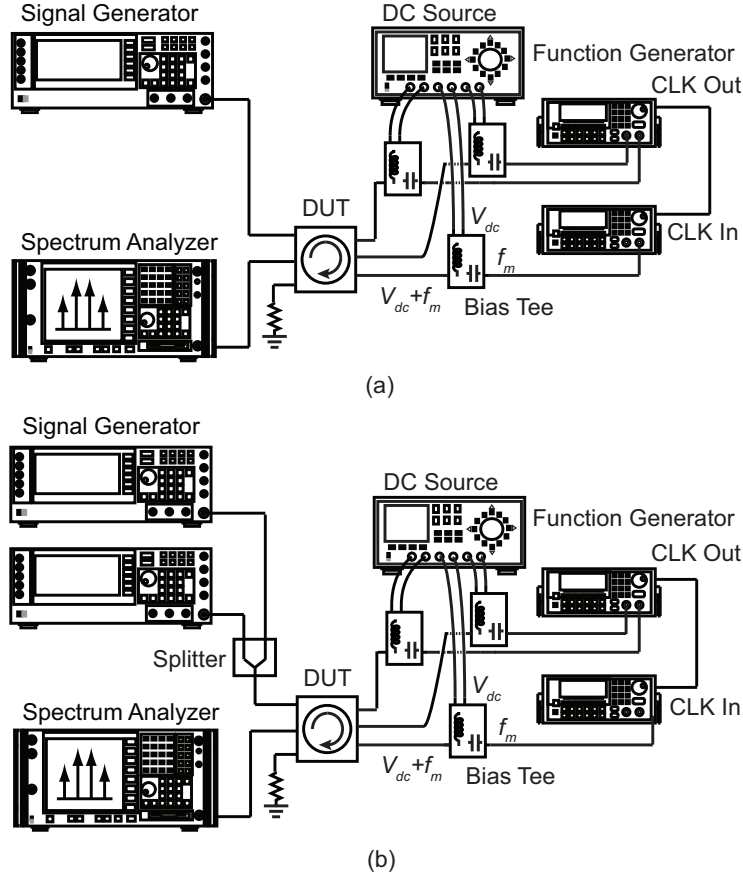 Signal Generator
DC Source
Function Generator
CLK Out
DUT
V_dc
Spectrum Analyzer
f_m
CLK In
V_dc+f_m
Bias Tee
(a)
Signal Generator
DC Source
Function Generator
CLK Out
Splitter
DUT
V_dc
Spectrum Analyzer
f_m
CLK In
V_dc+f_m
Bias Tee
(b)